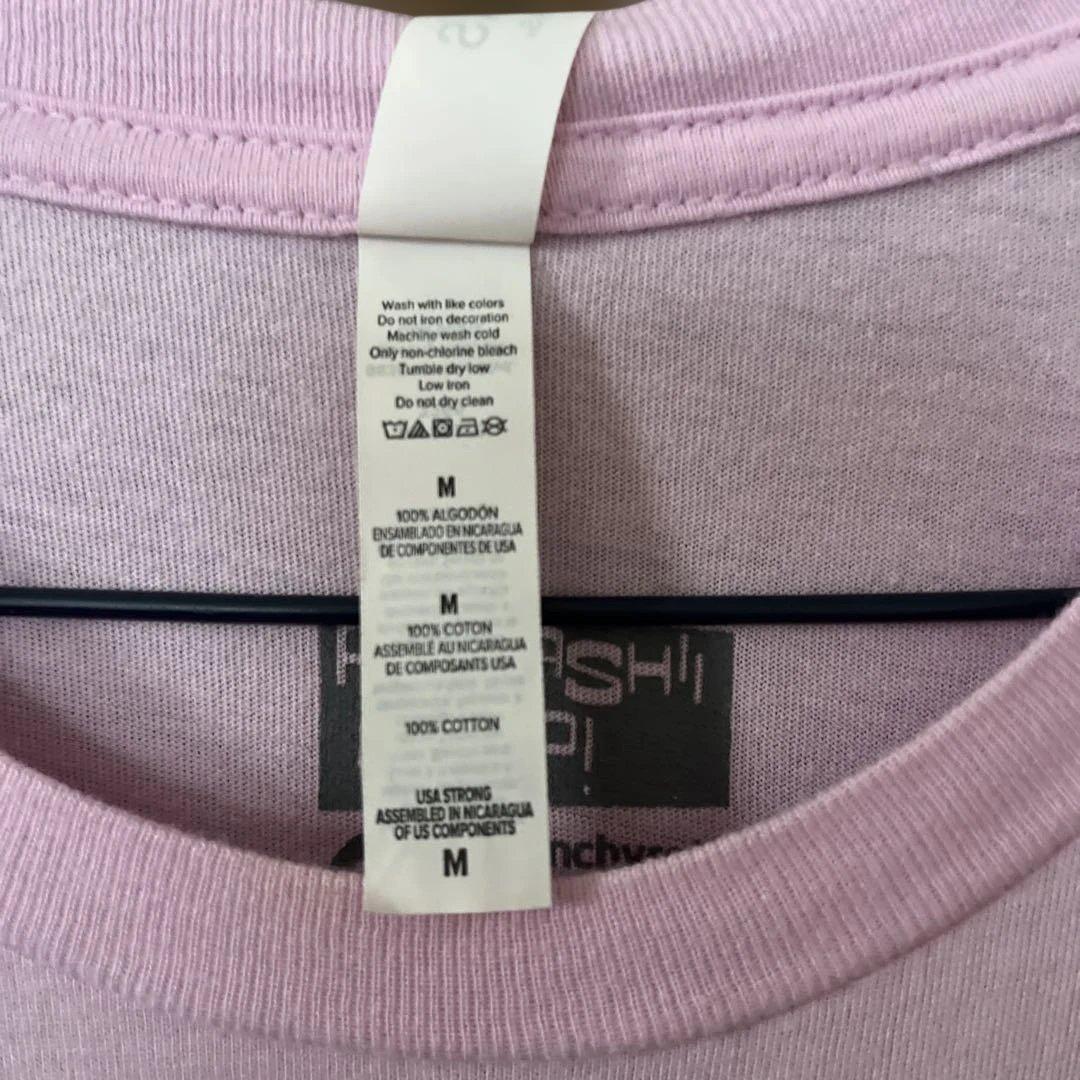 Wash with like colors
Do not iron decoration
Machine wash cold
Only non-chlorine bleach
Tumble dry low
Low iron
Do not dry clean
M
100% ALGODÓN
ENSAMBLADO EN NICARAGUA
DE COMPONENTES DE USA
M
100% COTON
ASSEMBLÉ AU NICARAGUA
DE COMPOSANTS USA
100% COTTON
USA STRONG
ASSEMBLED IN NICARAGUA
OF US COMPONENTS
M